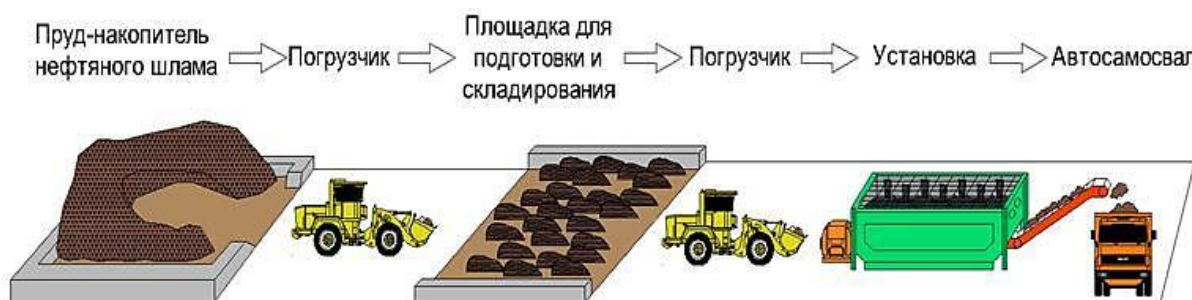 Пруд-накопитель
нефтяного шлама
Погрузчик
Площадка для
подготовки и
складирования
Погрузчик
Установка
Автосамосвал